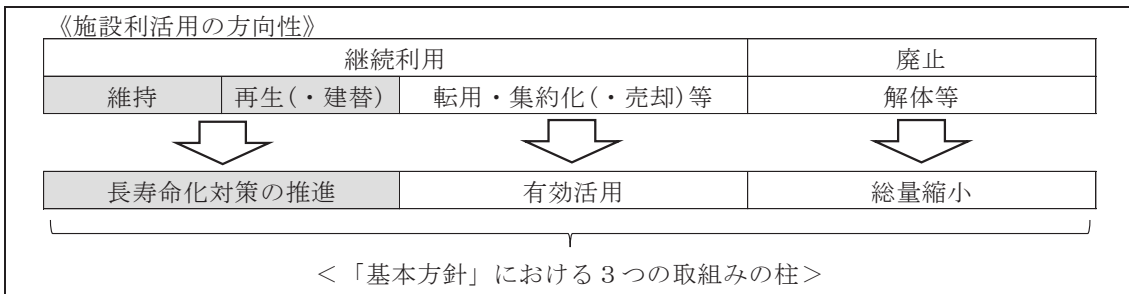 《施設利活用の方向性》
継続利用 廃止
維持 再生(・建替) 転用・集約化(・売却)等 解体等
長寿命化対策の推進 有効活用 総量縮小
＜「基本方針」における３つの取組みの柱＞